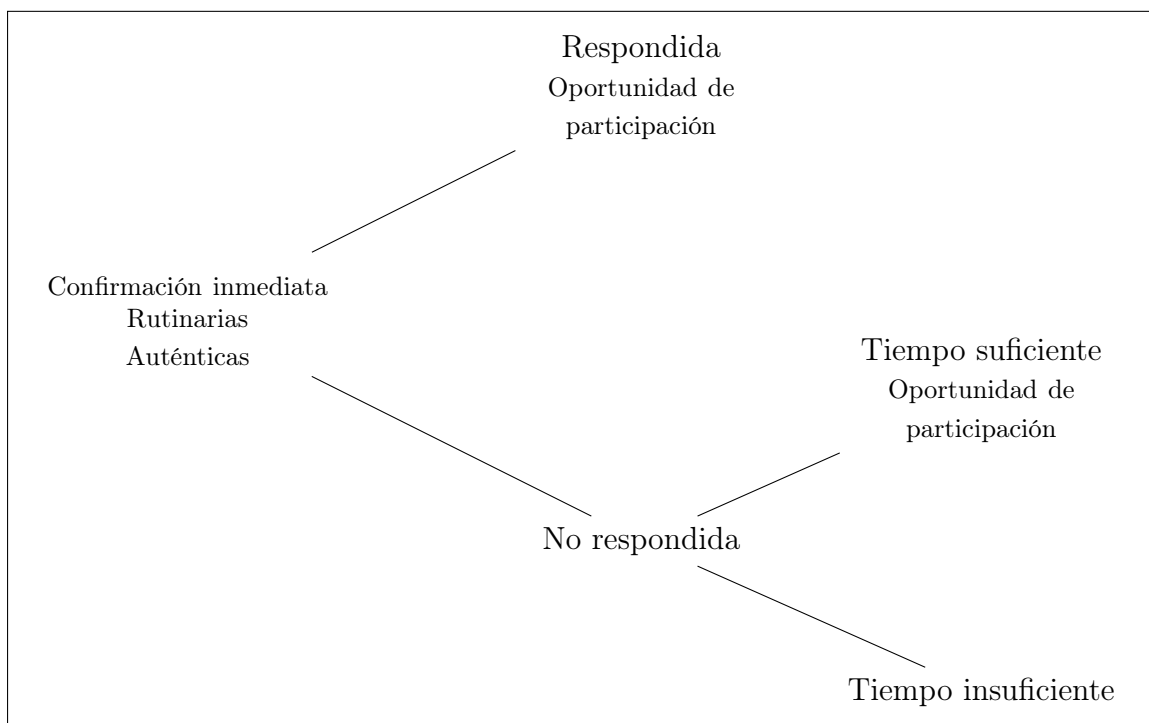 Respondida
Oportunidad de
participación
Confirmación inmediata
Rutinarias
Auténticas
Tiempo suficiente
Oportunidad de
participación
No respondida
Tiempo insuficiente